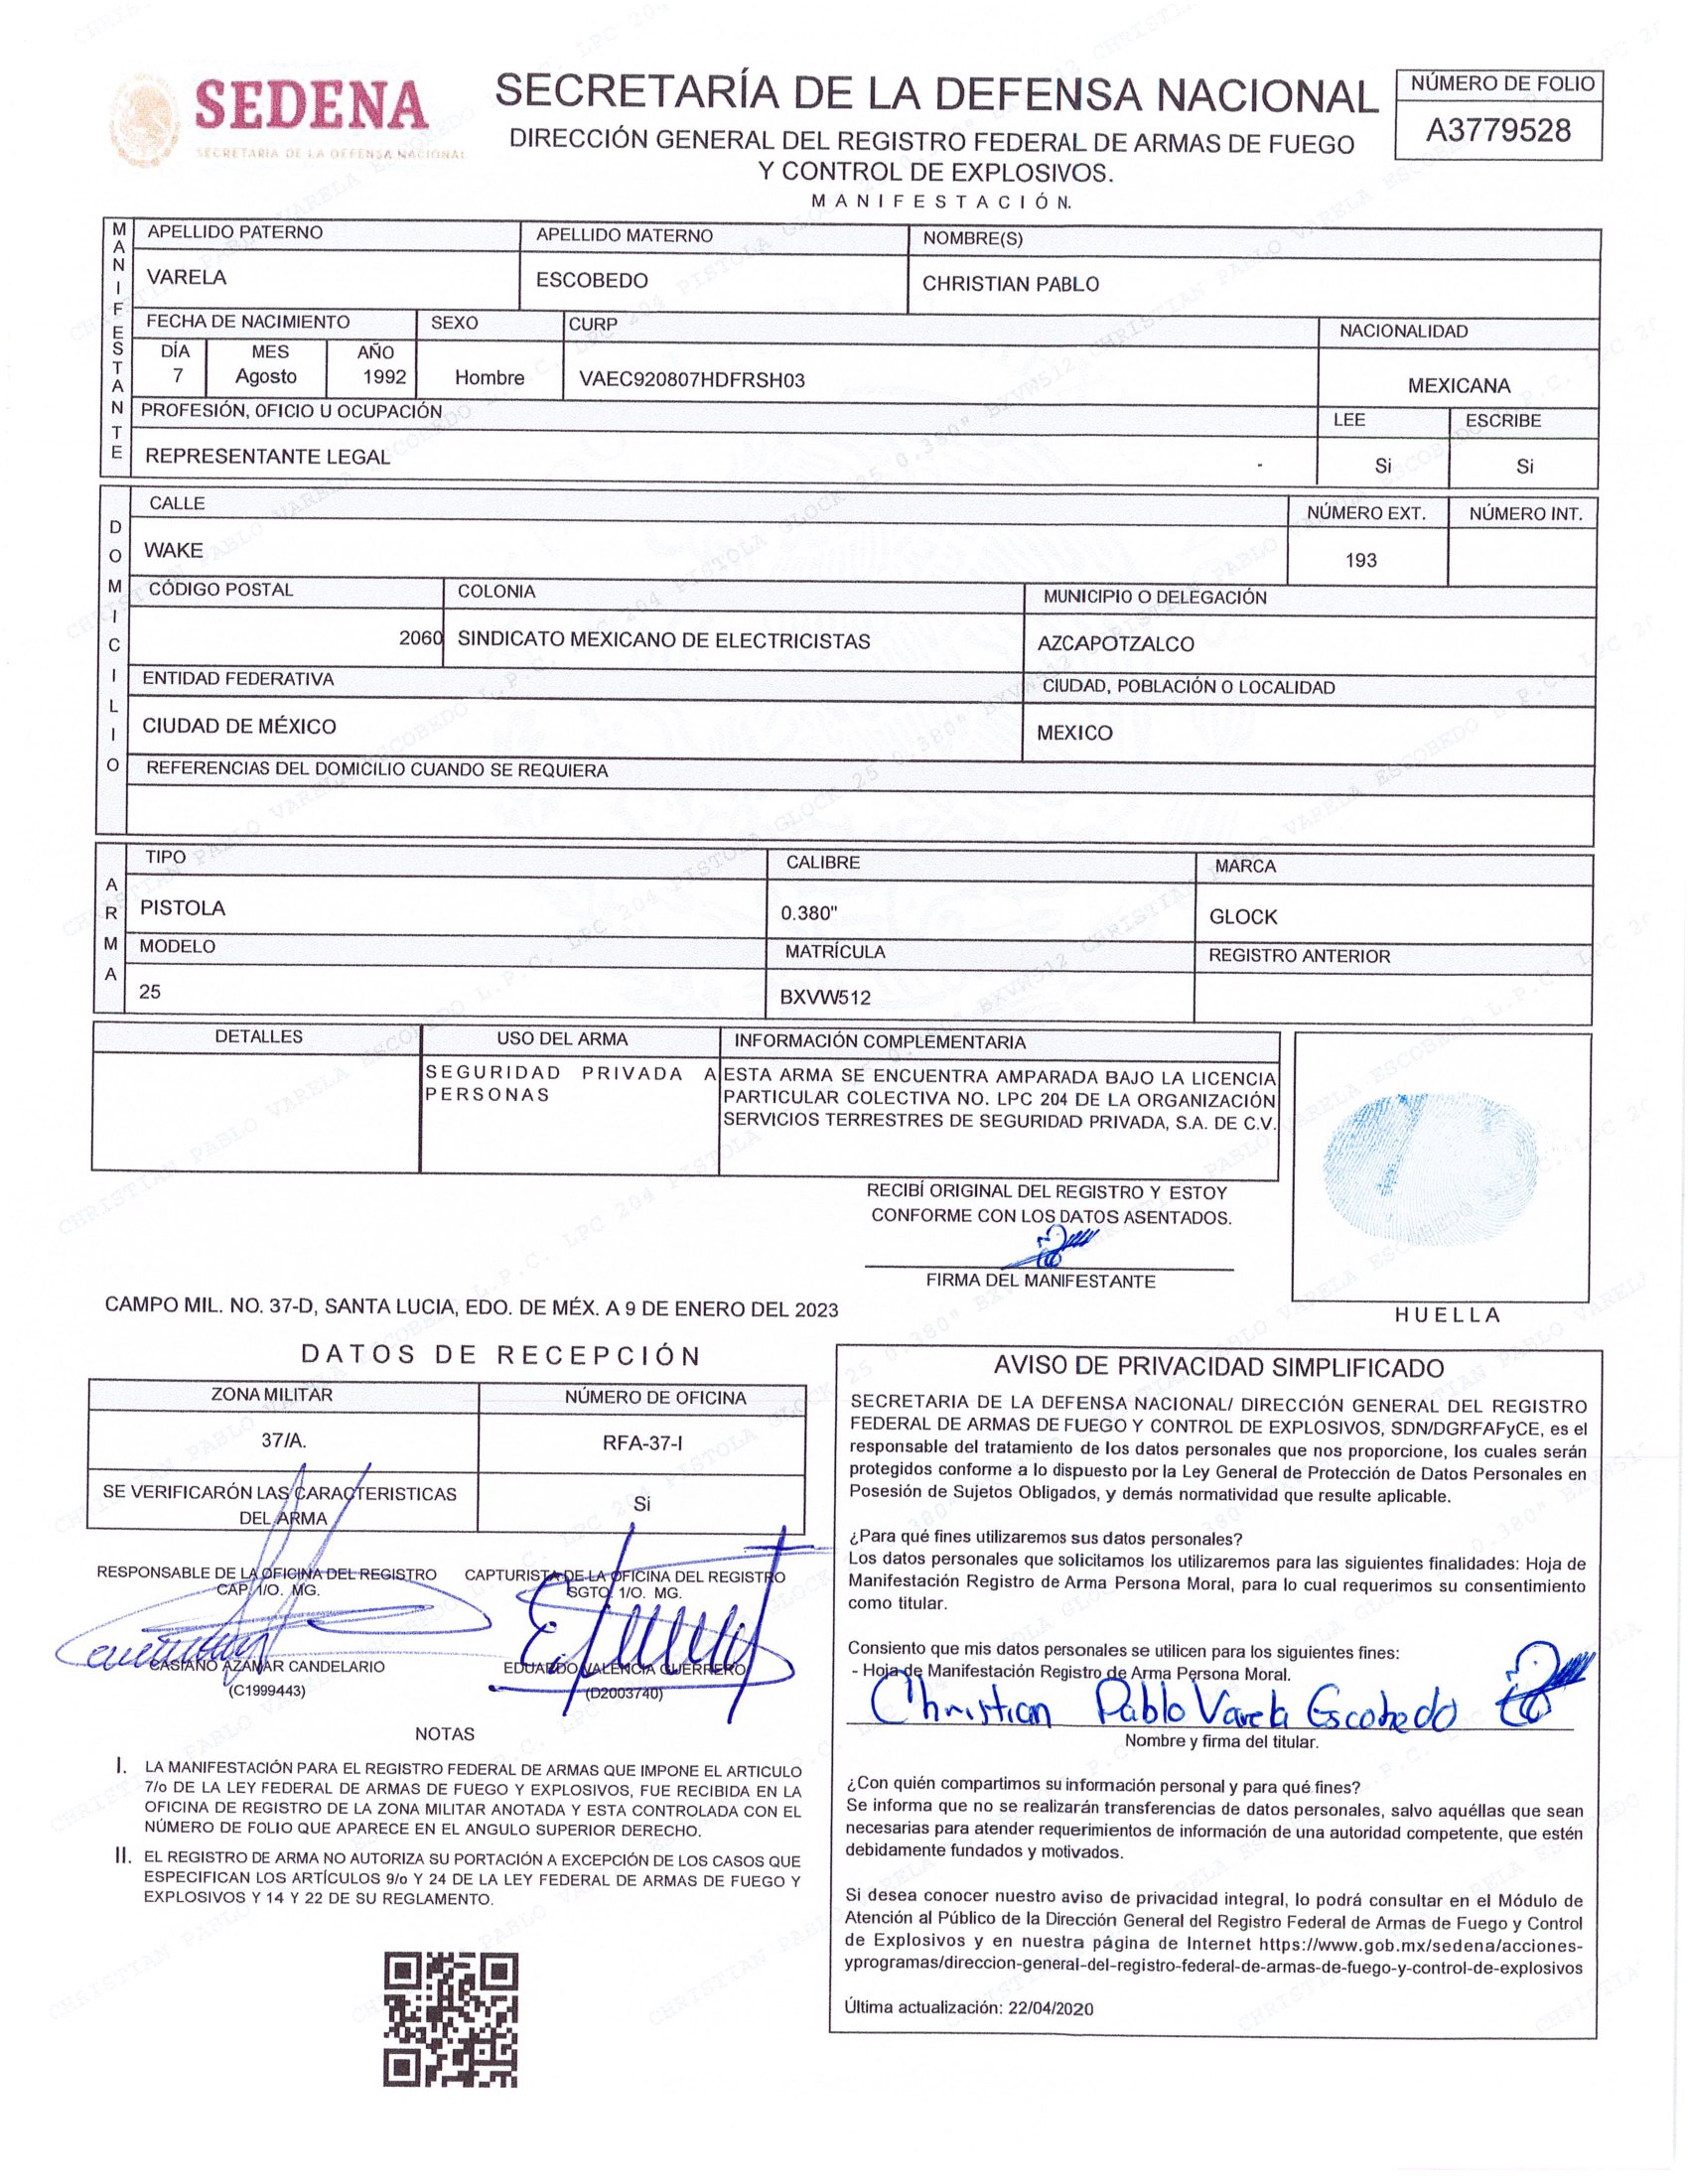 SEDENA
SECRETARÍA DE LA DEFENSA NACIONAL
SECRETARÍA DE LA DEFENSA NACIONAL
DIRECCIÓN GENERAL DEL REGISTRO FEDERAL DE ARMAS DE FUEGO
Y CONTROL DE EXPLOSIVOS.
MANIFESTACIÓN.
NÚMERO DE FOLIO
A3779528
MANIFESTANTE
APELLIDO PATERNO APELLIDO MATERNO NOMBRE(S)
VARELA ESCOBEDO CHRISTIAN PABLO
FECHA DE NACIMIENTO SEXO CURP NACIONALIDAD
DÍA MES AÑO
7 Agosto 1992 Hombre VAEC920807HDFRSH03 MEXICANA
PROFESIÓN, OFICIO U OCUPACIÓN LEE ESCRIBE
REPRESENTANTE LEGAL - Si Si
DOMICILIO
CALLE NÚMERO EXT. NÚMERO INT.
WAKE 193
CÓDIGO POSTAL COLONIA MUNICIPIO O DELEGACIÓN
2060 SINDICATO MEXICANO DE ELECTRICISTAS AZCAPOTZALCO
ENTIDAD FEDERATIVA CIUDAD, POBLACIÓN O LOCALIDAD
CIUDAD DE MÉXICO MEXICO
REFERENCIAS DEL DOMICILIO CUANDO SE REQUIERA
ARMA
TIPO CALIBRE MARCA
PISTOLA 0.380" GLOCK
MODELO MATRÍCULA REGISTRO ANTERIOR
25 BXVW512
DETALLES USO DEL ARMA INFORMACIÓN COMPLEMENTARIA
SEGURIDAD PRIVADA A
PERSONAS
ESTA ARMA SE ENCUENTRA AMPARADA BAJO LA LICENCIA
PARTICULAR COLECTIVA NO. LPC 204 DE LA ORGANIZACIÓN
SERVICIOS TERRESTRES DE SEGURIDAD PRIVADA, S.A. DE C.V.
RECIBÍ ORIGINAL DEL REGISTRO Y ESTOY
CONFORME CON LOS DATOS ASENTADOS.
FIRMA DEL MANIFESTANTE
HUELLA
CAMPO MIL. NO. 37-D, SANTA LUCIA, EDO. DE MÉX. A 9 DE ENERO DEL 2023
DATOS DE RECEPCIÓN
ZONA MILITAR NÚMERO DE OFICINA
37/A. RFA-37-I
SE VERIFICARÓN LAS CARACTERISTICAS
DEL ARMA
Si
RESPONSABLE DE LA OFICINA DEL REGISTRO
CAP. 1/O. MG.
CASIANO AZAMAR CANDELARIO
(C1999443)
CAPTURISTA DE LA OFICINA DEL REGISTRO
SGTO. 1/O. MG.
EDUARDO VALENCIA GUERRERO
(D2003740)
NOTAS
I. LA MANIFESTACIÓN PARA EL REGISTRO FEDERAL DE ARMAS QUE IMPONE EL ARTICULO
7/o DE LA LEY FEDERAL DE ARMAS DE FUEGO Y EXPLOSIVOS, FUE RECIBIDA EN LA
OFICINA DE REGISTRO DE LA ZONA MILITAR ANOTADA Y ESTA CONTROLADA CON EL
NÚMERO DE FOLIO QUE APARECE EN EL ANGULO SUPERIOR DERECHO.
II. EL REGISTRO DE ARMA NO AUTORIZA SU PORTACIÓN A EXCEPCIÓN DE LOS CASOS QUE
ESPECIFICAN LOS ARTÍCULOS 9/o Y 24 DE LA LEY FEDERAL DE ARMAS DE FUEGO Y
EXPLOSIVOS Y 14 Y 22 DE SU REGLAMENTO.
AVISO DE PRIVACIDAD SIMPLIFICADO
SECRETARIA DE LA DEFENSA NACIONAL/ DIRECCIÓN GENERAL DEL REGISTRO
FEDERAL DE ARMAS DE FUEGO Y CONTROL DE EXPLOSIVOS, SDN/DGRFAFyCE, es el
responsable del tratamiento de los datos personales que nos proporcione, los cuales serán
protegidos conforme a lo dispuesto por la Ley General de Protección de Datos Personales en
Posesión de Sujetos Obligados, y demás normatividad que resulte aplicable.
¿Para qué fines utilizaremos sus datos personales?
Los datos personales que solicitamos los utilizaremos para las siguientes finalidades: Hoja de
Manifestación Registro de Arma Persona Moral, para lo cual requerimos su consentimiento
como titular.
Consiento que mis datos personales se utilicen para los siguientes fines:
- Hoja de Manifestación Registro de Arma Persona Moral.
Christian Pablo Varela Escobedo
Nombre y firma del titular.
¿Con quién compartimos su información personal y para qué fines?
Se informa que no se realizarán transferencias de datos personales, salvo aquéllas que sean
necesarias para atender requerimientos de información de una autoridad competente, que estén
debidamente fundados y motivados.
Si desea conocer nuestro aviso de privacidad integral, lo podrá consultar en el Módulo de
Atención al Público de la Dirección General del Registro Federal de Armas de Fuego y Control
de Explosivos y en nuestra página de Internet https://www.gob.mx/sedena/acciones-
yprogramas/direccion-general-del-registro-federal-de-armas-de-fuego-y-control-de-explosivos
Última actualización: 22/04/2020